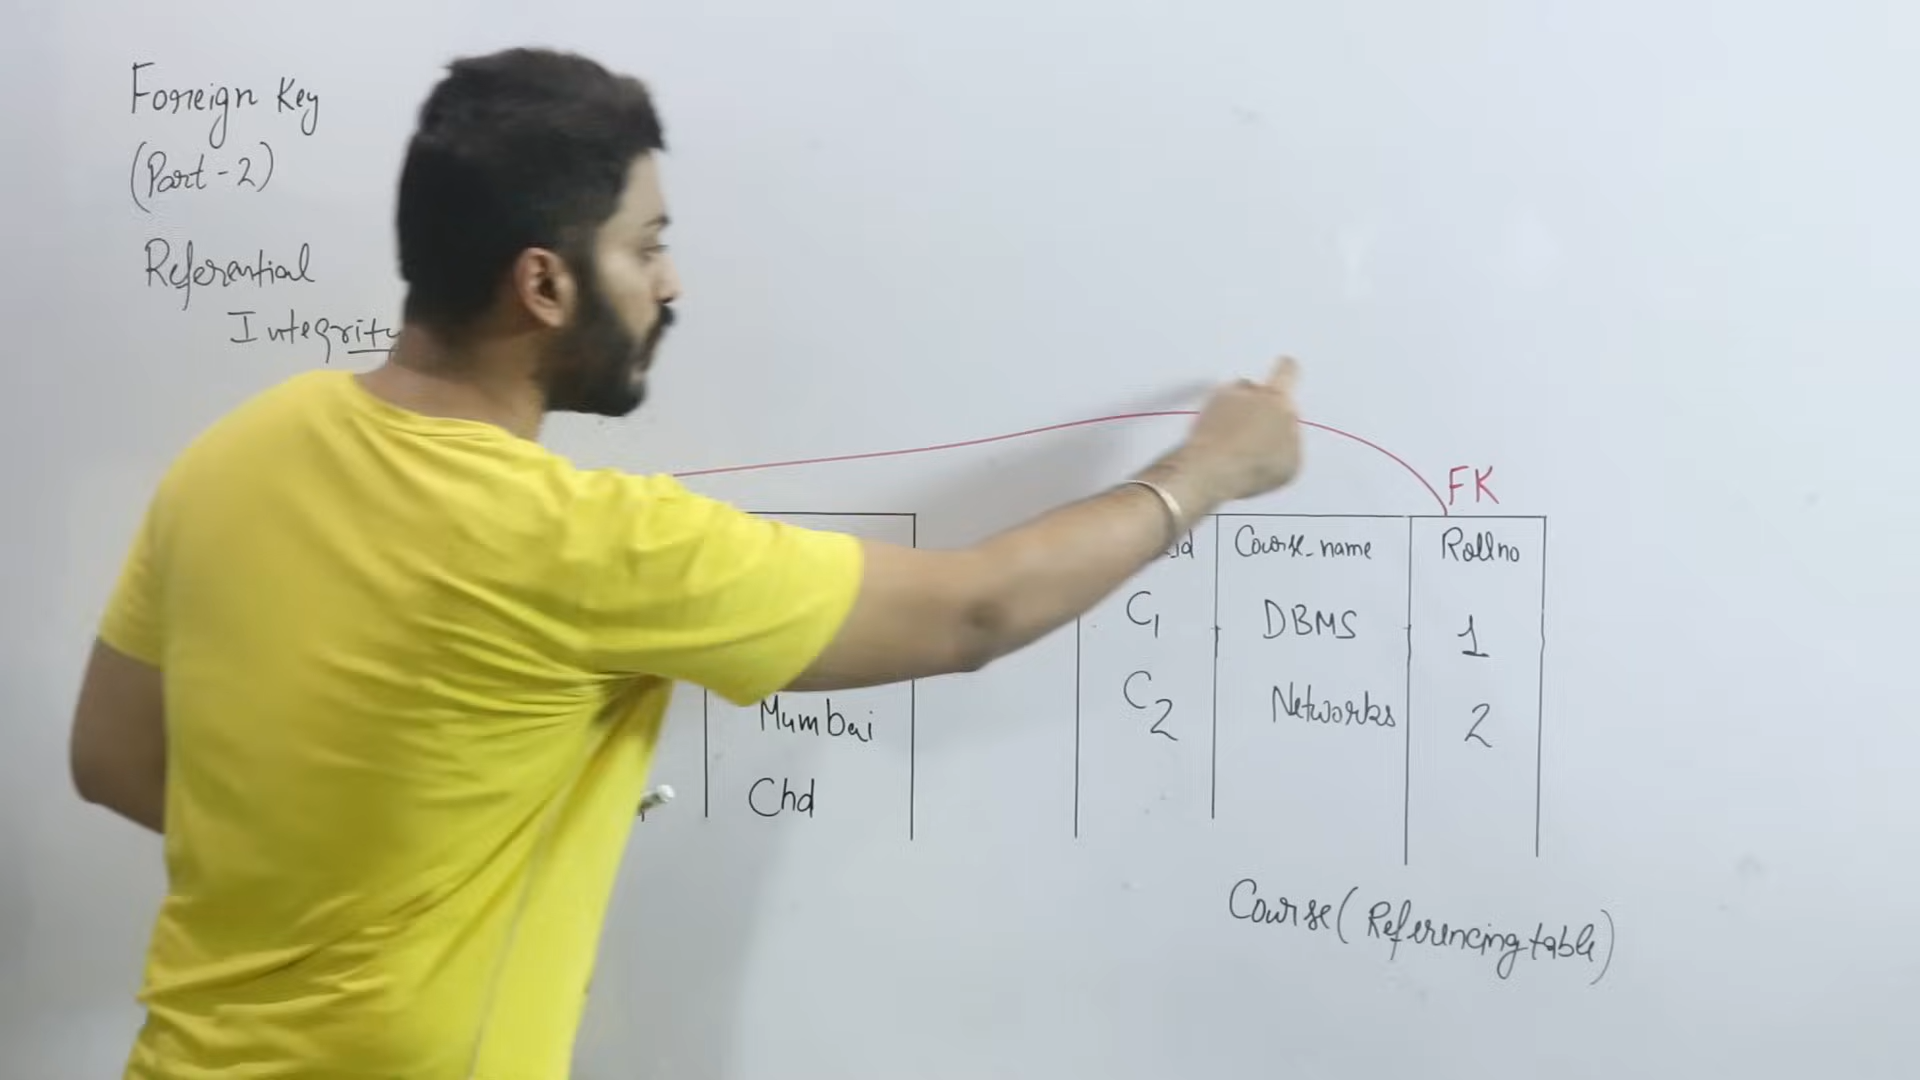 Foreign Key
(Part-2)
Referential
Integrity
FK
id Course_name Rollno
C1 DBMS 1
C2 Networks 2
Mumbai
Chd
Course (Referencing table)